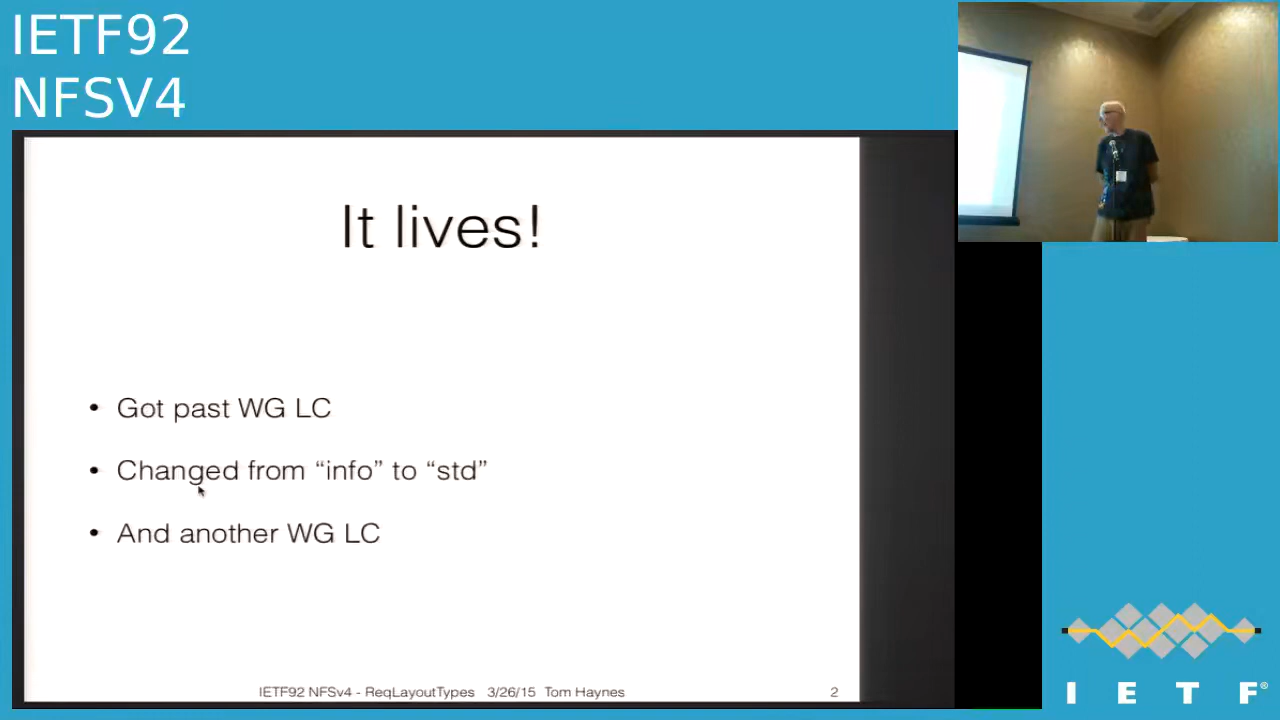 IETF92
NFSV4
It lives!
• Got past WG LC
• Changed from “info” to “std”
• And another WG LC
IETF92 NFSv4 - ReqLayoutTypes 3/26/15 Tom Haynes 2
I E T F®